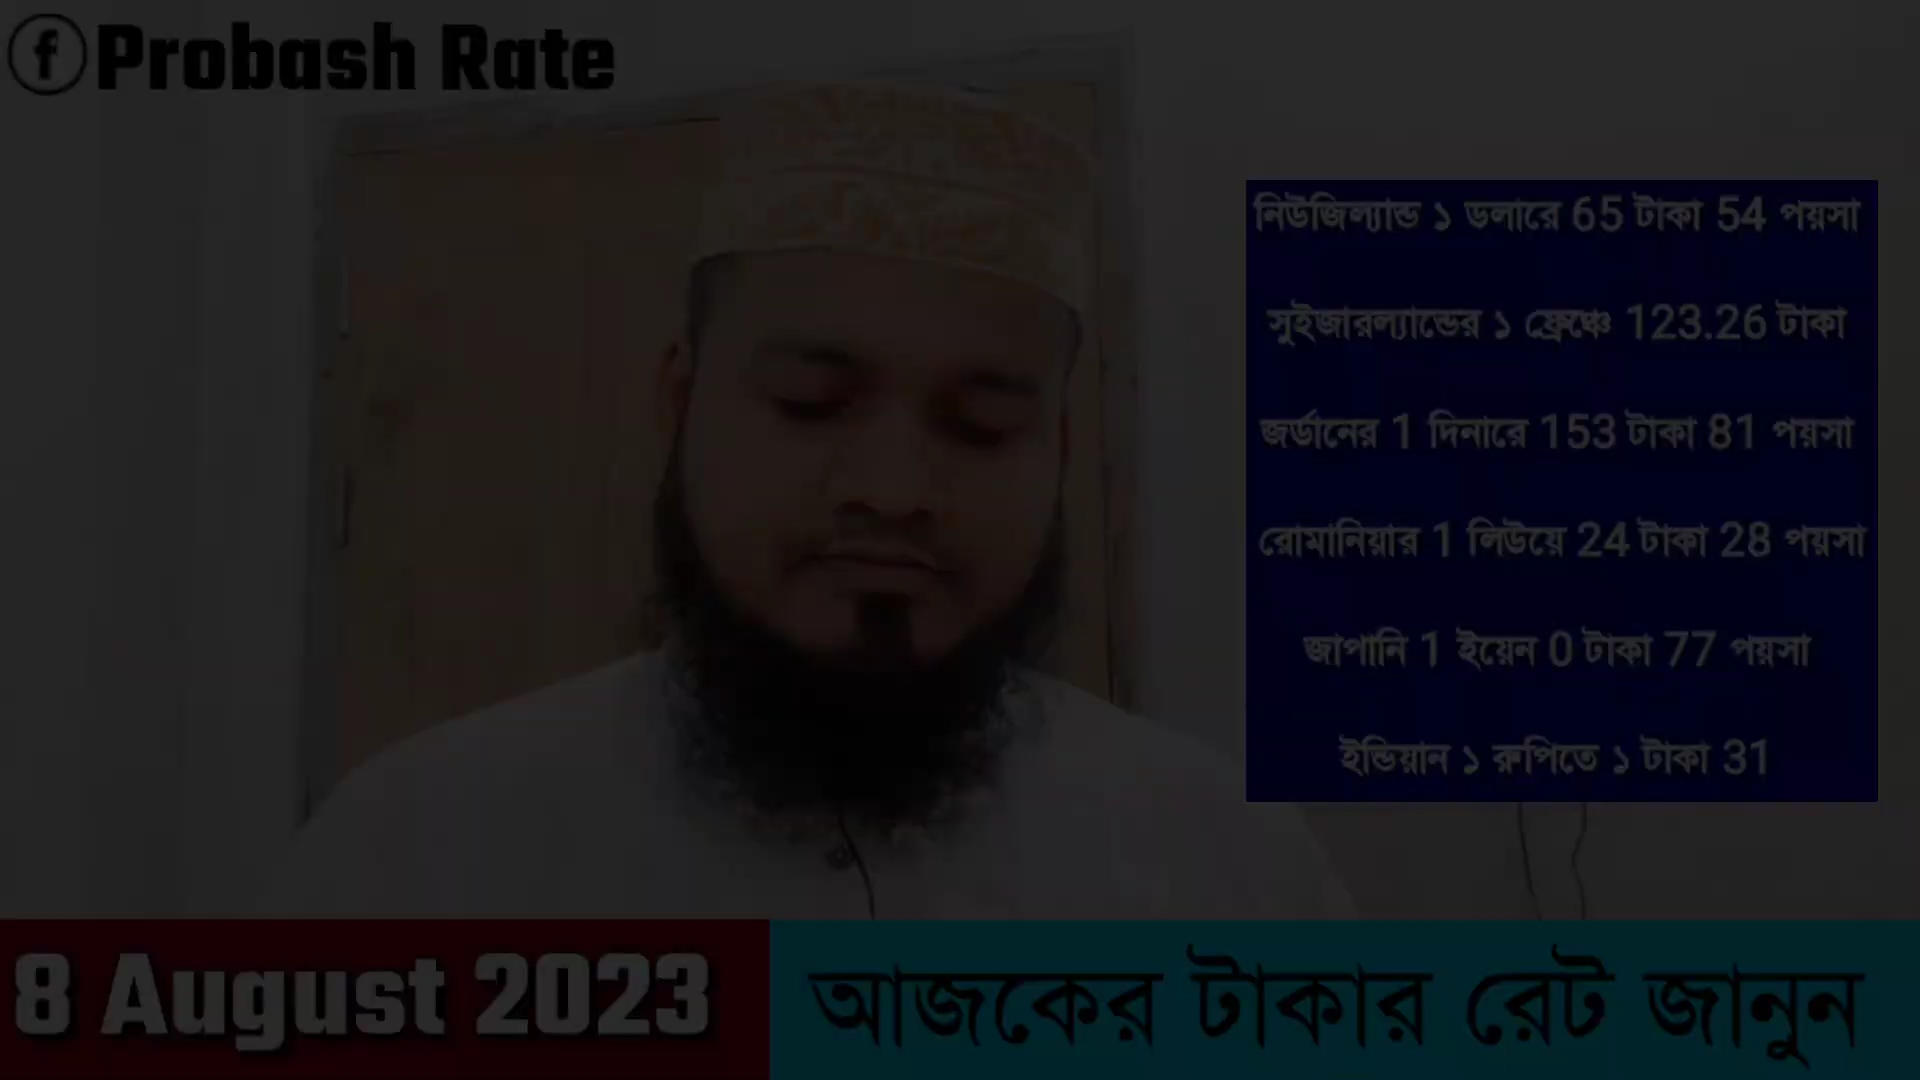 Probash Rate
নিউজিল্যান্ড ১ ডলারে 65 টাকা 54 পয়সা
সুইজারল্যান্ডের ১ ফ্রেঞ্চে 123.26 টাকা
জর্ডানের 1 দিনারে 153 টাকা 81 পয়সা
রোমানিয়ার 1 লিউয়ে 24 টাকা 28 পয়সা
জাপানি 1 ইয়েন 0 টাকা 77 পয়সা
ইন্ডিয়ান ১ রুপিতে ১ টাকা 31
8 August 2023
আজকের টাকার রেট জানুন